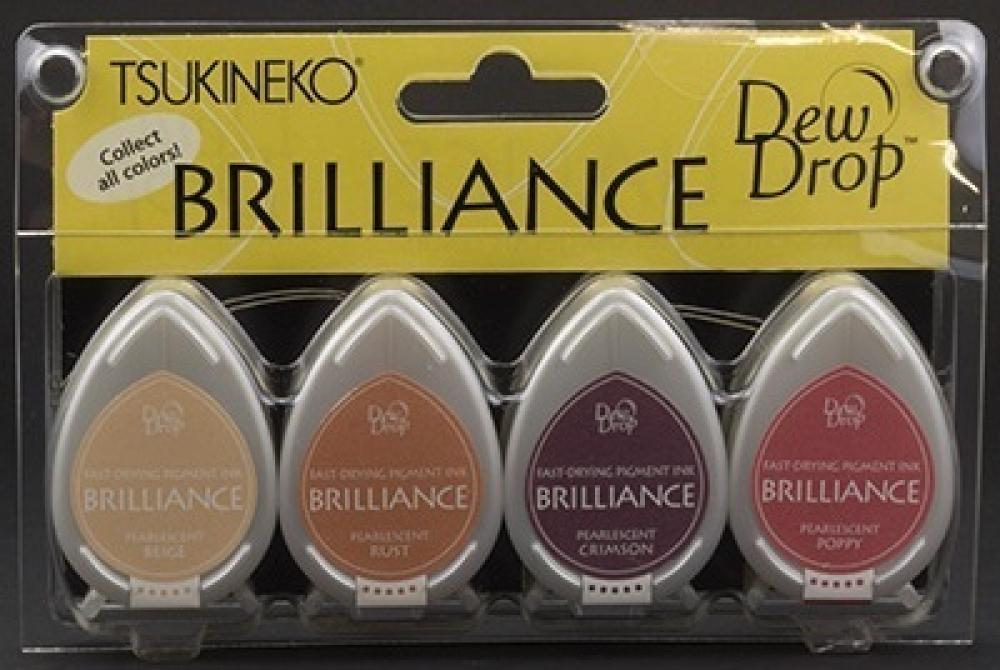 TSUKINEKO®
Collect
all colors!
BRILLIANCE
Dew
Drop™
Dew
Drop
FAST-DRYING PIGMENT INK
BRILLIANCE
PEARLESCENT
BEIGE
Dew
Drop
FAST-DRYING PIGMENT INK
BRILLIANCE
PEARLESCENT
RUST
Dew
Drop
FAST-DRYING PIGMENT INK
BRILLIANCE
PEARLESCENT
CRIMSON
Dew
Drop
FAST-DRYING PIGMENT INK
BRILLIANCE
PEARLESCENT
POPPY